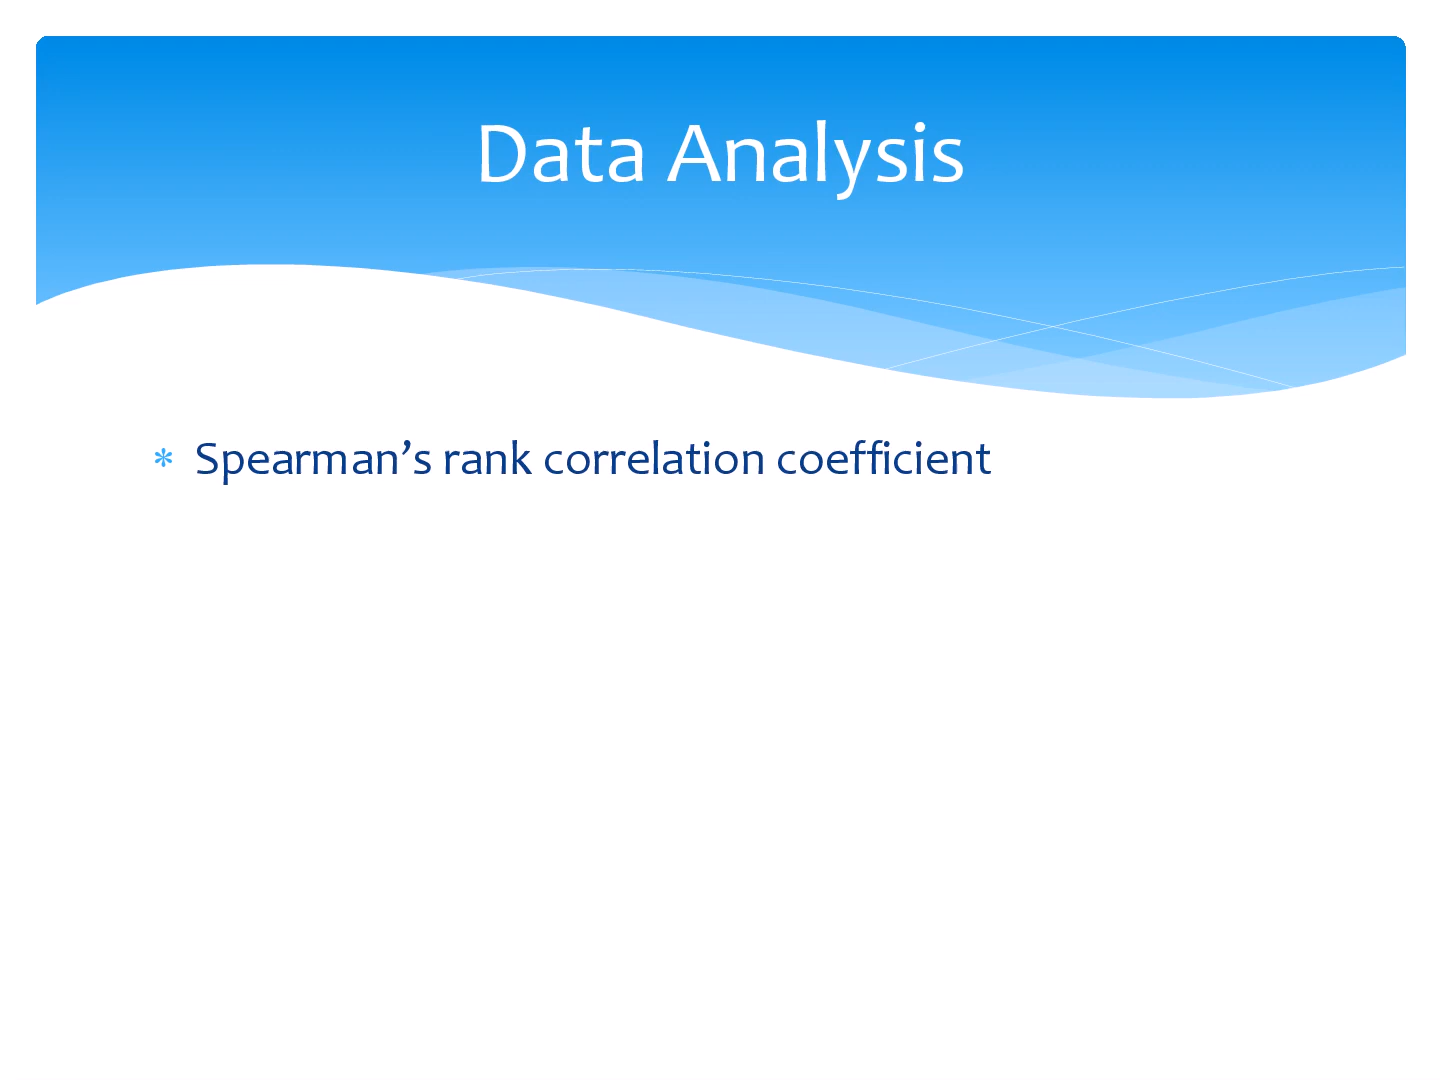 Data Analysis
* Spearman’s rank correlation coefficient